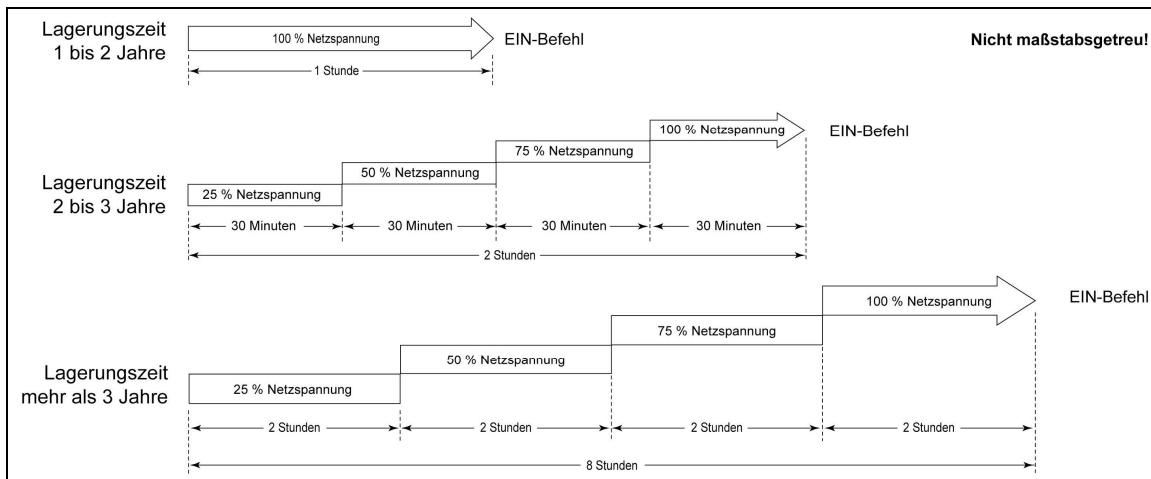 Lagerungszeit
1 bis 2 Jahre
100 % Netzspannung
EIN-Befehl
Nicht maßstabsgetreu!
1 Stunde
Lagerungszeit
2 bis 3 Jahre
25 % Netzspannung
50 % Netzspannung
75 % Netzspannung
100 % Netzspannung
EIN-Befehl
30 Minuten
30 Minuten
30 Minuten
30 Minuten
2 Stunden
Lagerungszeit
mehr als 3 Jahre
25 % Netzspannung
50 % Netzspannung
75 % Netzspannung
100 % Netzspannung
EIN-Befehl
2 Stunden
2 Stunden
2 Stunden
2 Stunden
8 Stunden